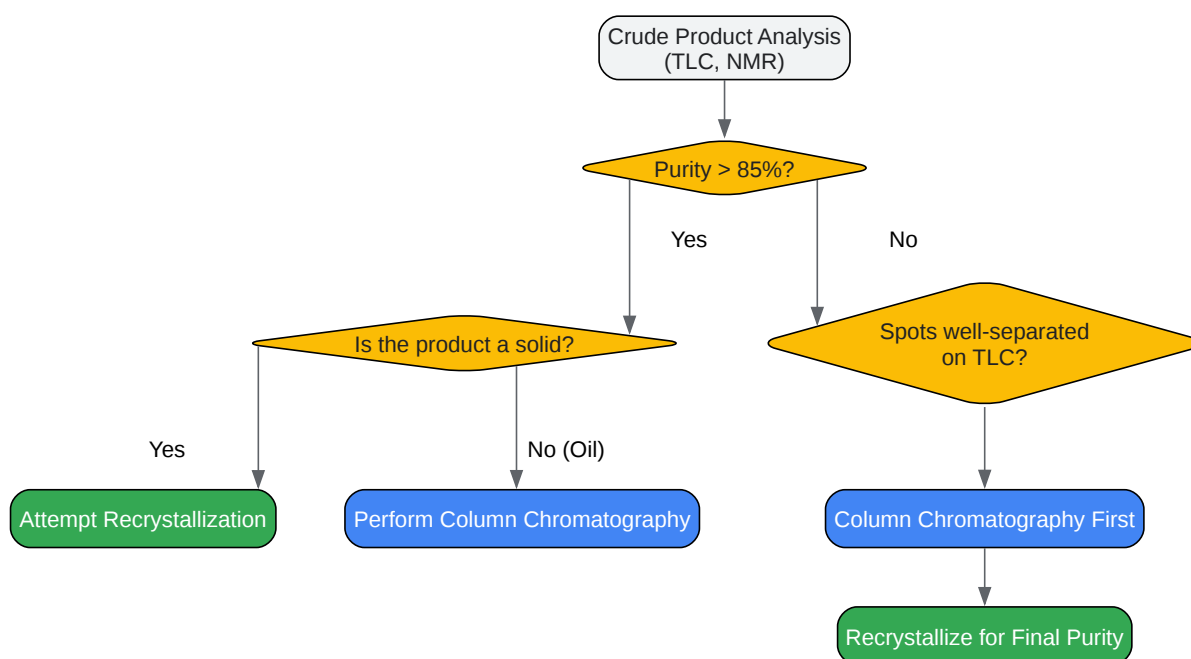 Crude Product Analysis
(TLC, NMR)
Purity > 85%?
Yes
No
Is the product a solid?
Spots well-separated
on TLC?
Yes
No (Oil)
Attempt Recrystallization
Perform Column Chromatography
Column Chromatography First
Recrystallize for Final Purity